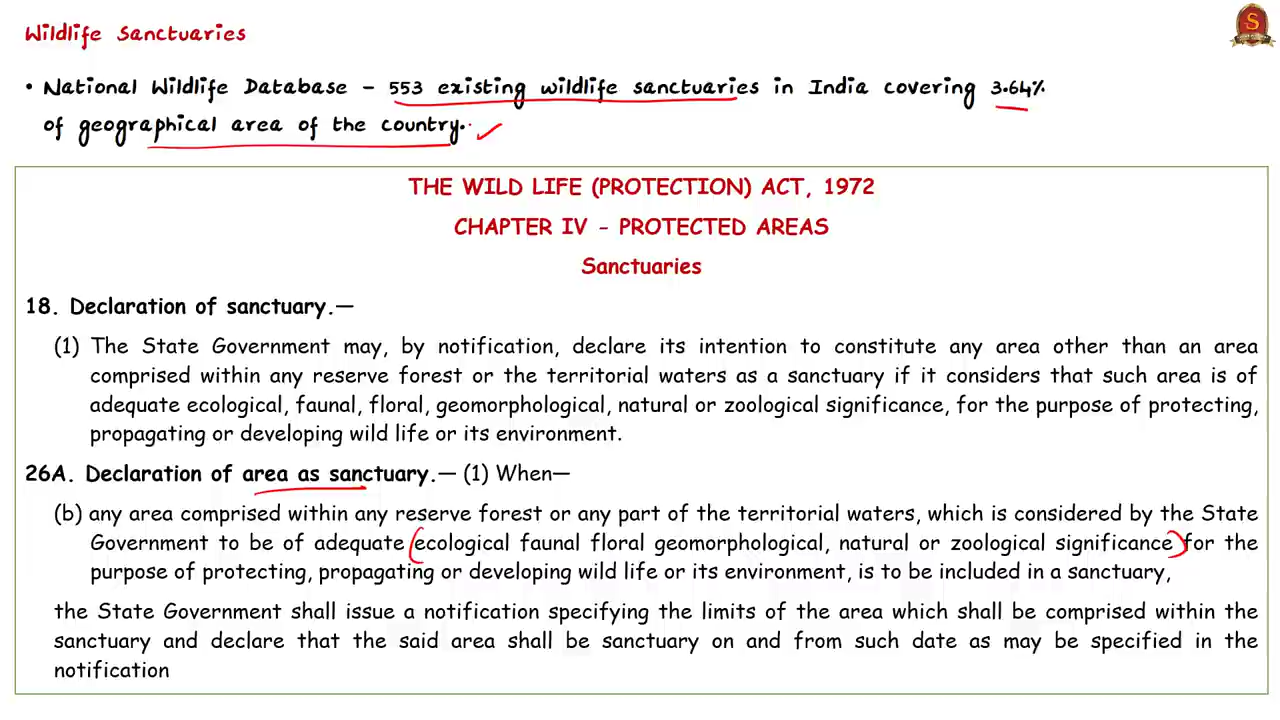 Wildlife Sanctuaries
S
• National Wildlife Database – 553 existing wildlife sanctuaries in India covering 3.64%
of geographical area of the country.
THE WILD LIFE (PROTECTION) ACT, 1972
CHAPTER IV - PROTECTED AREAS
Sanctuaries
18. Declaration of sanctuary.—
(1) The State Government may, by notification, declare its intention to constitute any area other than an area
comprised within any reserve forest or the territorial waters as a sanctuary if it considers that such area is of
adequate ecological, faunal, floral, geomorphological, natural or zoological significance, for the purpose of protecting,
propagating or developing wild life or its environment.
26A. Declaration of area as sanctuary.— (1) When—
(b) any area comprised within any reserve forest or any part of the territorial waters, which is considered by the State
Government to be of adequate ecological faunal floral geomorphological, natural or zoological significance for the
purpose of protecting, propagating or developing wild life or its environment, is to be included in a sanctuary,
the State Government shall issue a notification specifying the limits of the area which shall be comprised within the
sanctuary and declare that the said area shall be sanctuary on and from such date as may be specified in the
notification